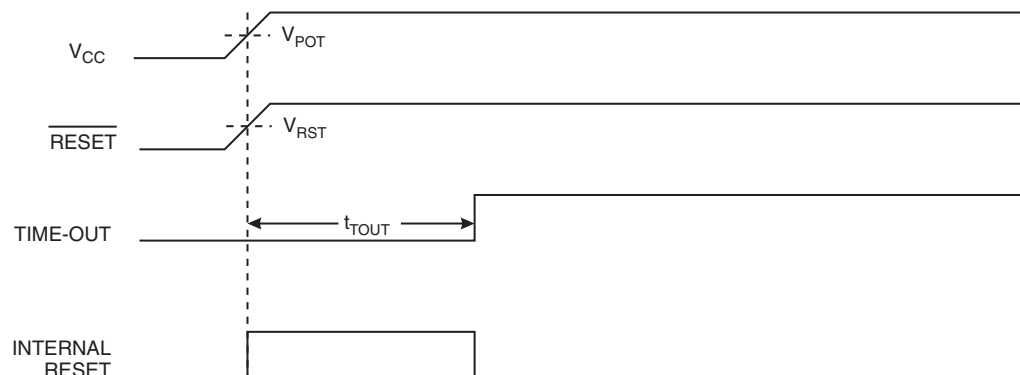 V_CC
V_POT
RESET
V_RST
TIME-OUT
t_TOUT
INTERNAL
RESET